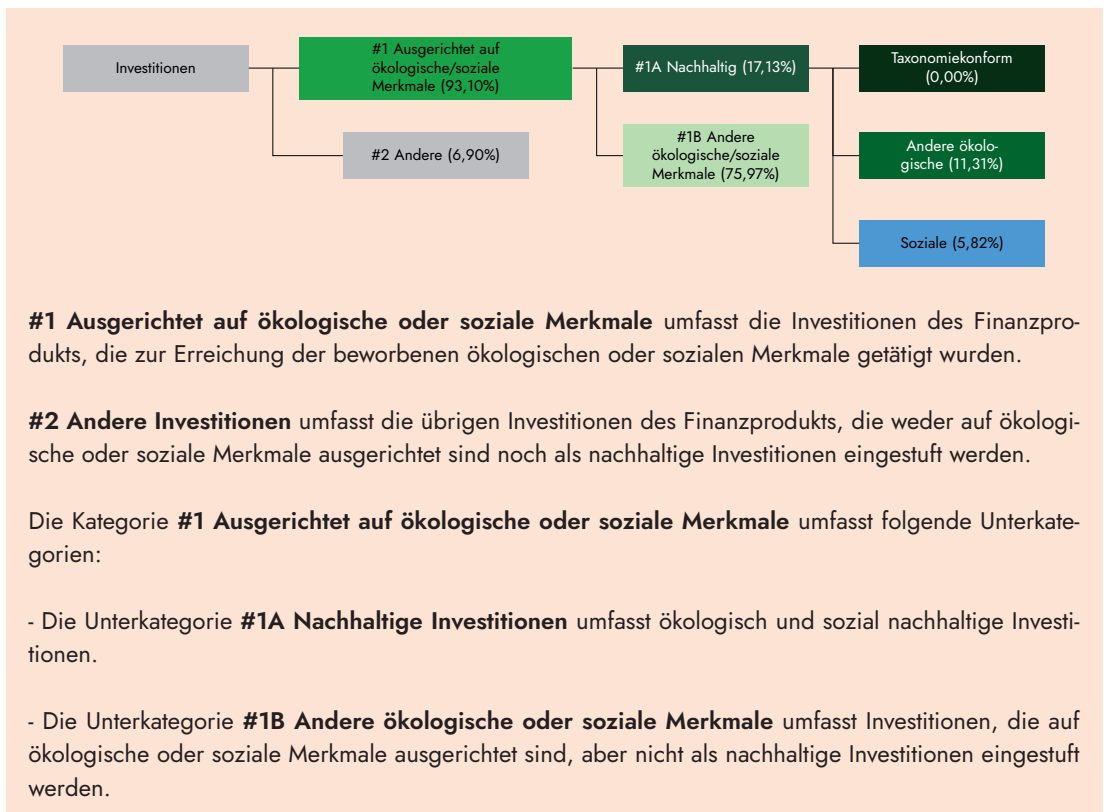 Investitionen
#1 Ausgerichtet auf
ökologische/soziale
Merkmale (93,10%)
#1A Nachhaltig (17,13%)
Taxonomiekonform
(0,00%)
#2 Andere (6,90%)
#1B Andere
ökologische/soziale
Merkmale (75,97%)
Andere ökolo-
gische (11,31%)
Soziale (5,82%)
#1 Ausgerichtet auf ökologische oder soziale Merkmale umfasst die Investitionen des Finanzpro-
dukts, die zur Erreichung der beworbenen ökologischen oder sozialen Merkmale getätigt wurden.
#2 Andere Investitionen umfasst die übrigen Investitionen des Finanzprodukts, die weder auf ökologi-
sche oder soziale Merkmale ausgerichtet sind noch als nachhaltige Investitionen eingestuft werden.
Die Kategorie #1 Ausgerichtet auf ökologische oder soziale Merkmale umfasst folgende Unterkate-
gorien:
- Die Unterkategorie #1A Nachhaltige Investitionen umfasst ökologisch und sozial nachhaltige Investi-
tionen.
- Die Unterkategorie #1B Andere ökologische oder soziale Merkmale umfasst Investitionen, die auf
ökologische oder soziale Merkmale ausgerichtet sind, aber nicht als nachhaltige Investitionen eingestuft
werden.